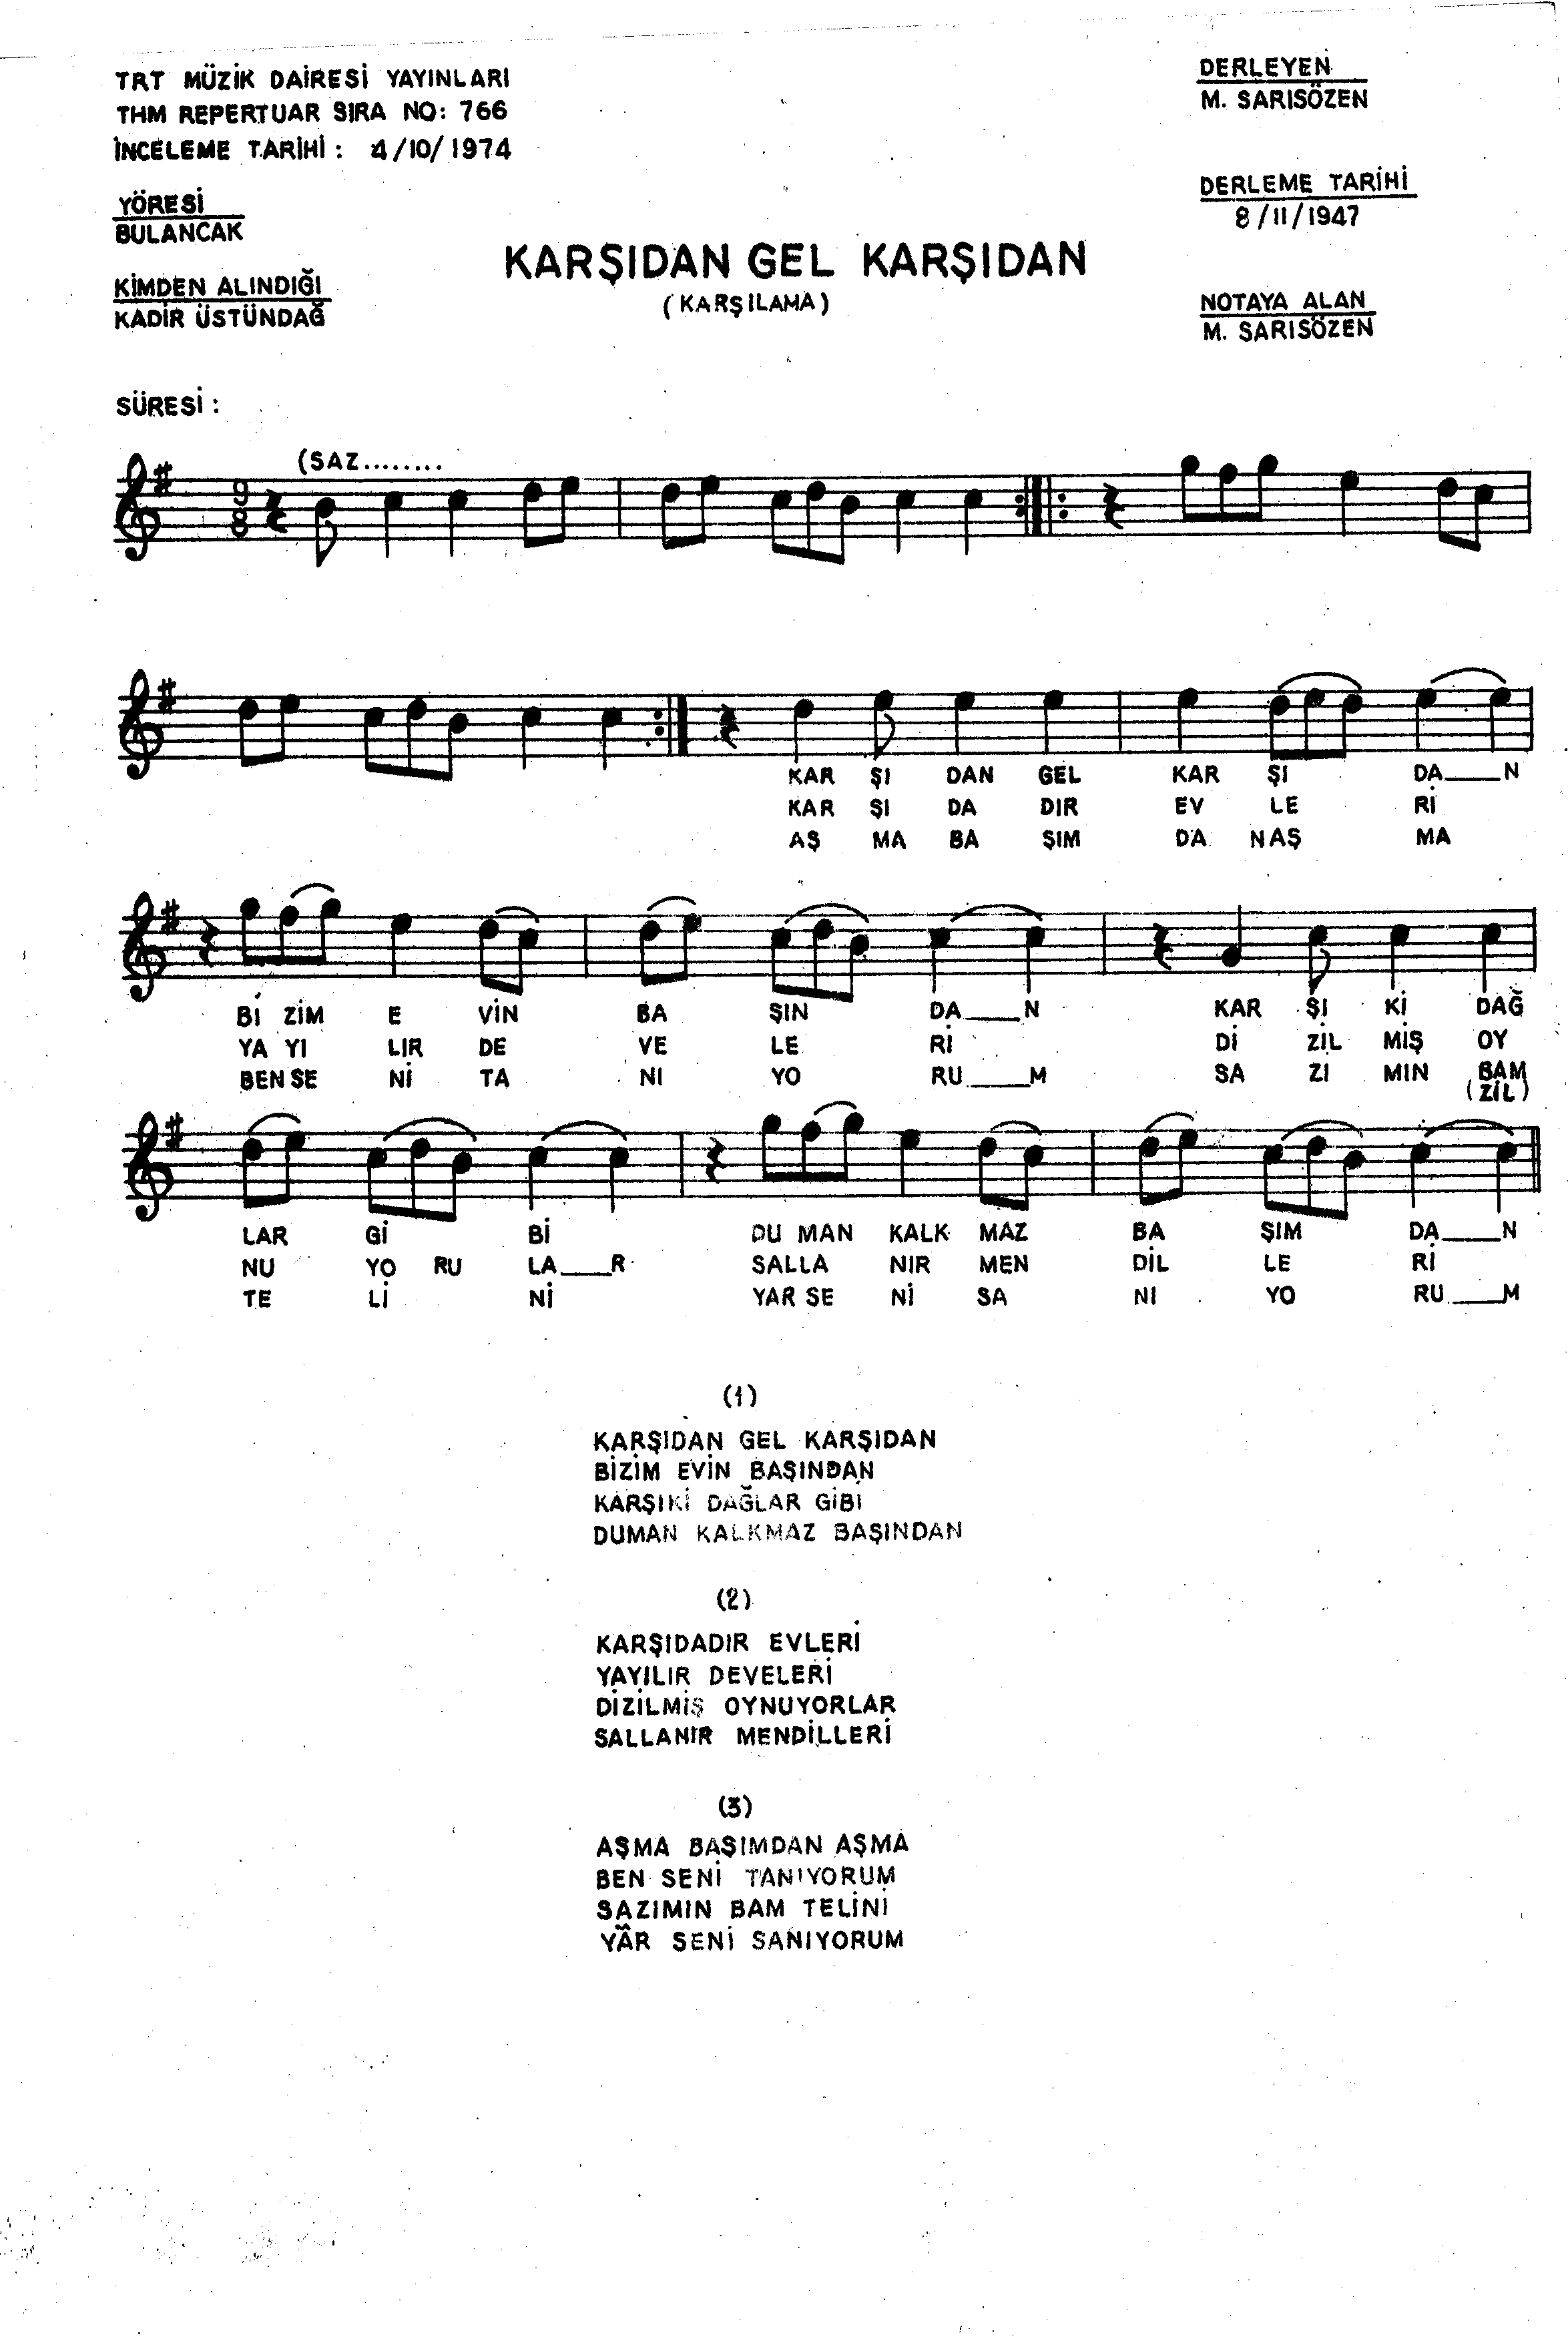 TRT MÜZİK DAİRESİ YAYINLARI
THM REPERTUAR SIRA NO: 766
İNCELEME TARİHİ : 4/10/1974
YÖRESİ
BULANCAK
KİMDEN ALINDIĞI
KADİR ÜSTÜNDAĞ
SÜRESİ :
DERLEYEN
M. SARISÖZEN
DERLEME TARİHİ
8/11/1947
NOTAYA ALAN
M. SARISÖZEN
KARŞIDAN GEL KARŞIDAN
(KARŞILAMA)
(SAZ........
9
8
KAR ŞI DAN GEL KAR ŞI DA____N
KAR ŞI DA DIR EV LE Rİ
AŞ MA BA ŞIM DA N AŞ MA
Bİ ZİM E VİN BA ŞIN DA____N KAR ŞI Kİ DAĞ
YA YI LIR DE VE LE Rİ Dİ ZİL MİŞ OY
BEN SE Nİ TA NI YO RU____M SA ZI MIN BAM
(ZİL)
LAR Gİ Bİ DU MAN KALK MAZ BA ŞIM DA____N
NU YO RU LA____R SALLA NIR MEN DİL LE Rİ
TE Lİ Nİ YAR SE Nİ SA NI YO RU____M
(1)
KARŞIDAN GEL KARŞIDAN
BİZİM EVİN BAŞINDAN
KARŞIKİ DAĞLAR GİBİ
DUMAN KALKMAZ BAŞINDAN
(2)
KARŞIDADIR EVLERİ
YAYILIR DEVELERİ
DİZİLMİŞ OYNUYORLAR
SALLANIR MENDİLLERİ
(3)
AŞMA BAŞIMDAN AŞMA
BEN SENİ TANIYORUM
SAZIMIN BAM TELİNİ
YÂR SENİ SANIYORUM